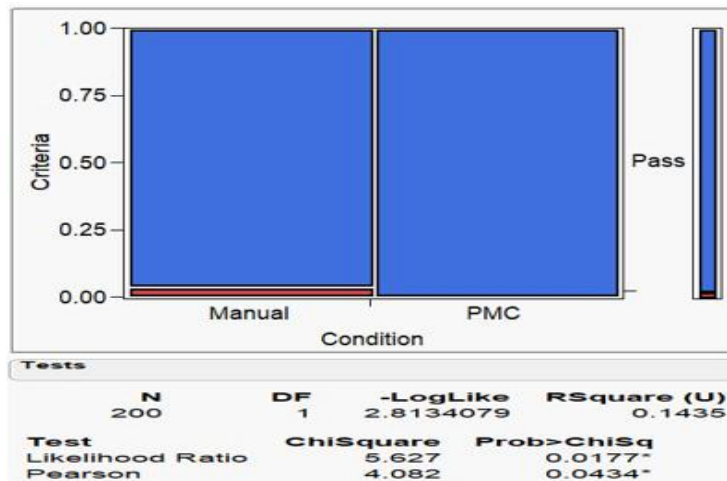 1.00
0.75
0.50
0.25
0.00
Criteria
Pass
Manual PMC
Condition
Tests
N DF -LogLike RSquare (U)
200 1 2.8134079 0.1435
Test ChiSquare Prob>ChiSq
Likelihood Ratio 5.627 0.0177*
Pearson 4.082 0.0434*